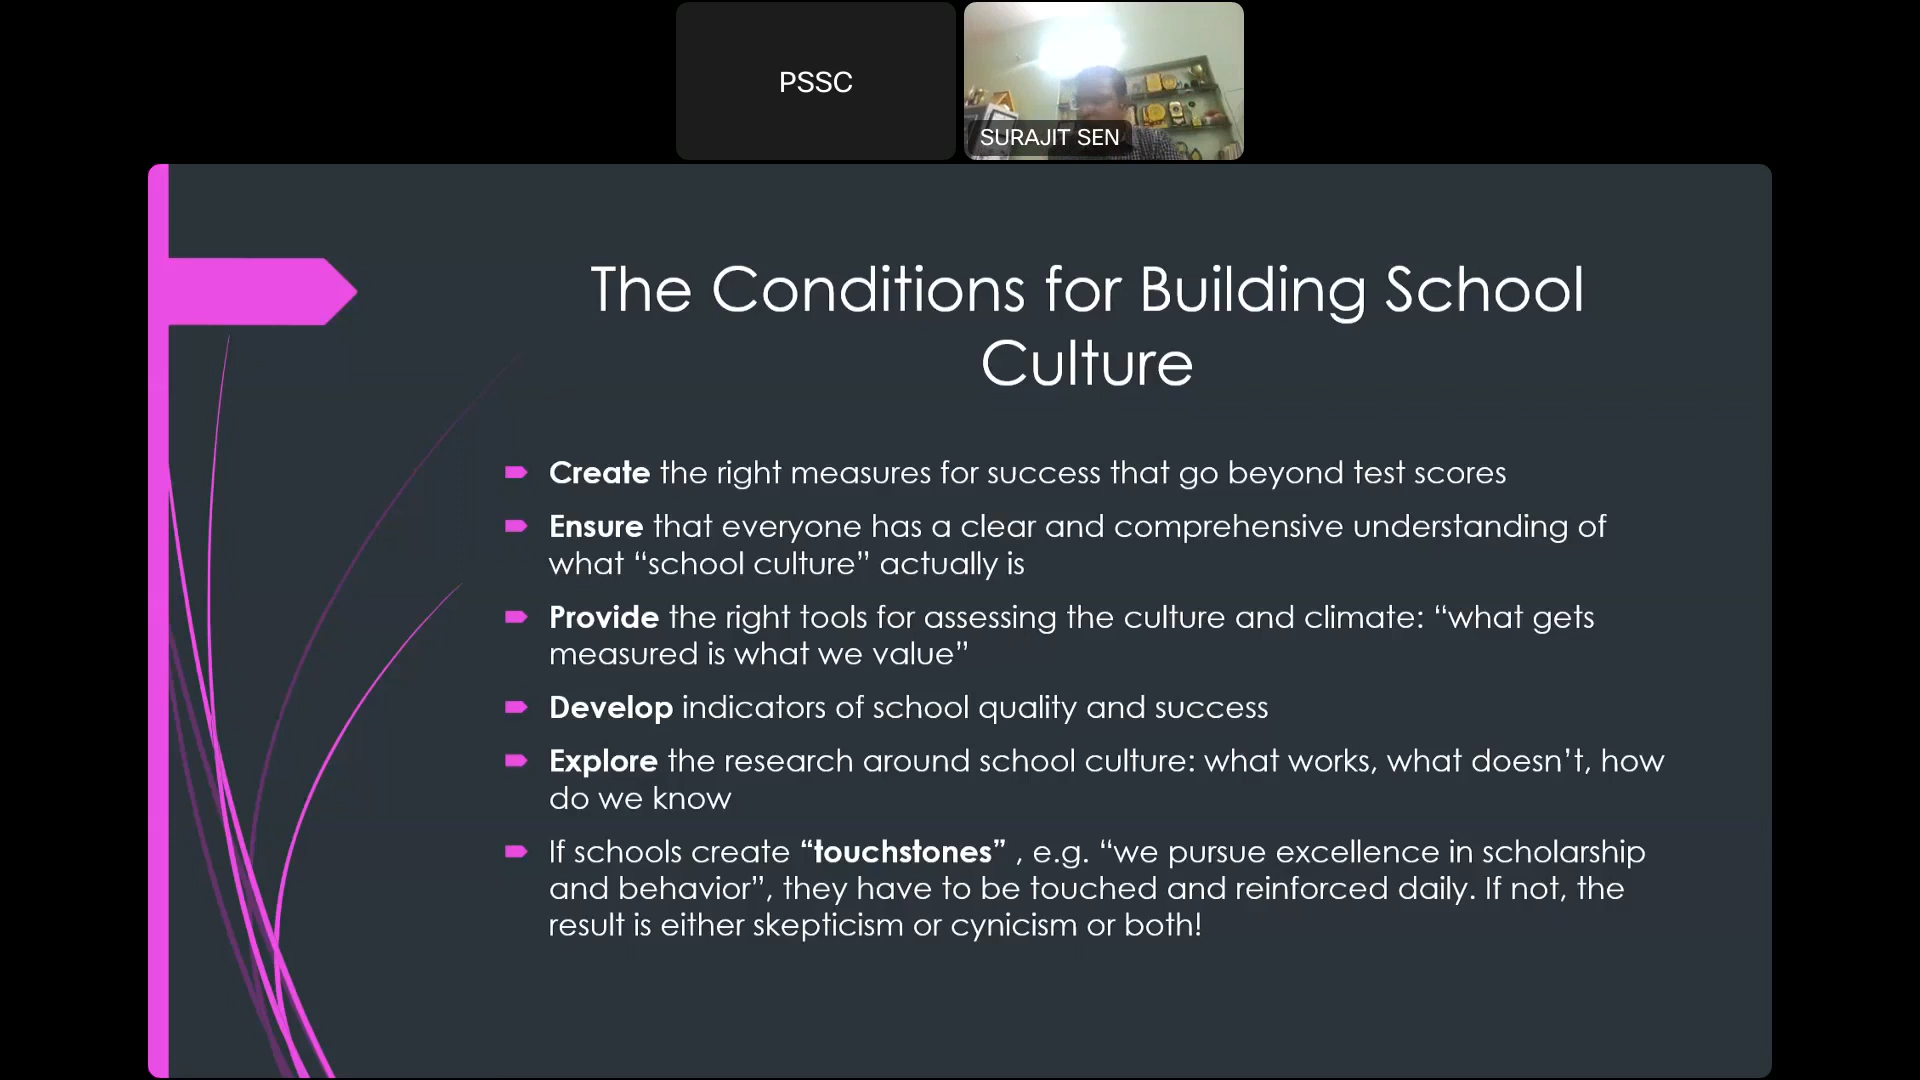 PSSC
SURAJIT SEN
The Conditions for Building School
Culture
Create the right measures for success that go beyond test scores
Ensure that everyone has a clear and comprehensive understanding of
what “school culture” actually is
Provide the right tools for assessing the culture and climate: “what gets
measured is what we value”
Develop indicators of school quality and success
Explore the research around school culture: what works, what doesn’t, how
do we know
If schools create “touchstones” , e.g. “we pursue excellence in scholarship
and behavior”, they have to be touched and reinforced daily. If not, the
result is either skepticism or cynicism or both!